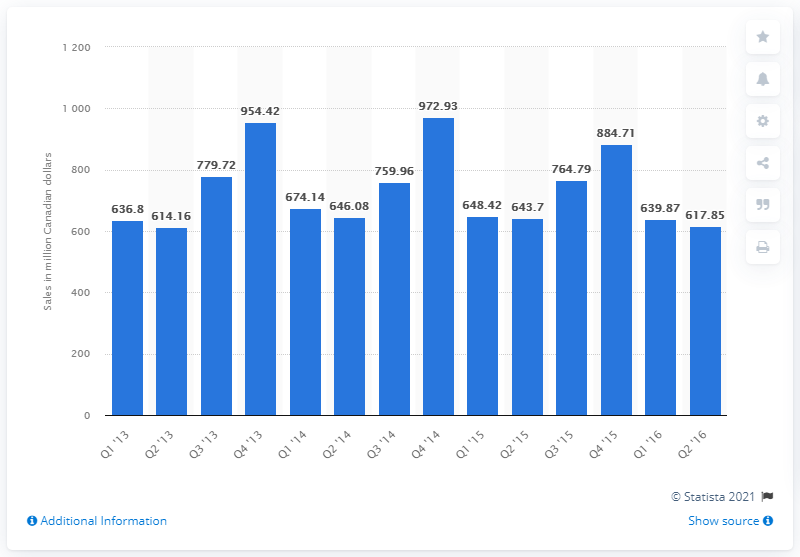 1 200
1 000
800
600
400
200
0
Sales in million Canadian dollars
636.8
614.16
779.72
954.42
674.14
646.08
759.96
972.93
648.42
643.7
764.79
884.71
639.87
617.85
Q1 '13
Q2 '13
Q3 '13
Q4 '13
Q1 '14
Q2 '14
Q3 '14
Q4 '14
Q1 '15
Q2 '15
Q3 '15
Q4 '15
Q1 '16
Q2 '16
© Statista 2021
Additional Information
Show source